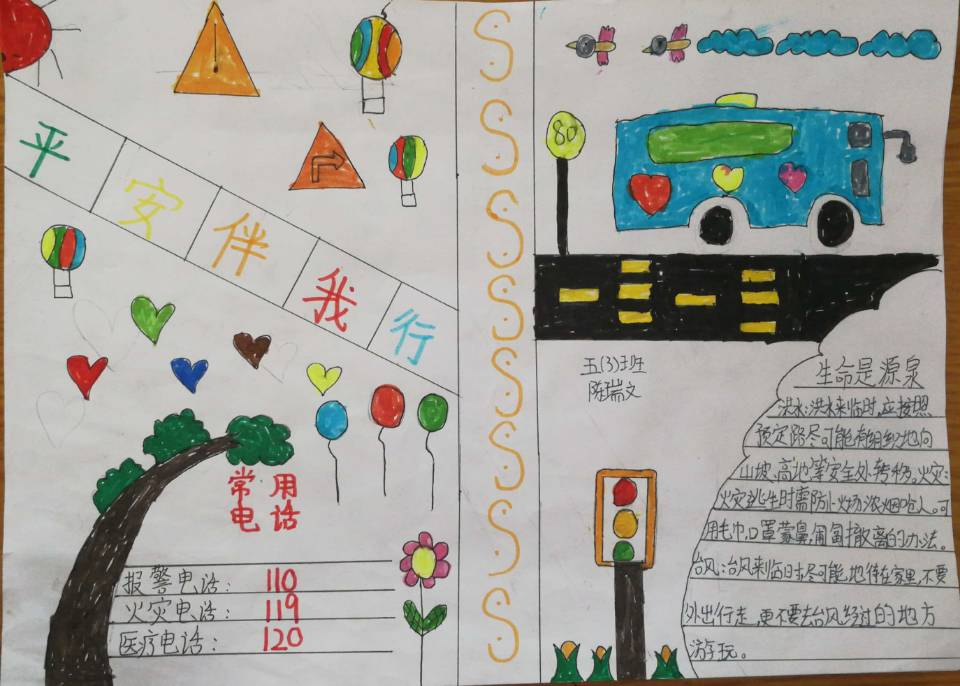 平安伴我行
常用
电话
报警电话：110
火灾电话：119
医疗电话：120
80
五(3)班
陈瑞文
生命是源泉
洪水：洪水来临时，应按照
预定路尽可能有组织地向
山坡、高地等安全处转移。火灾：
火灾逃生时需防小火场浓烟呛人。可
用毛巾、口罩蒙鼻，匍匐撤离的办法。
台风：台风来临时尽可能地待在家里，不要
外出行走，更不要去台风经过的地方
游玩。